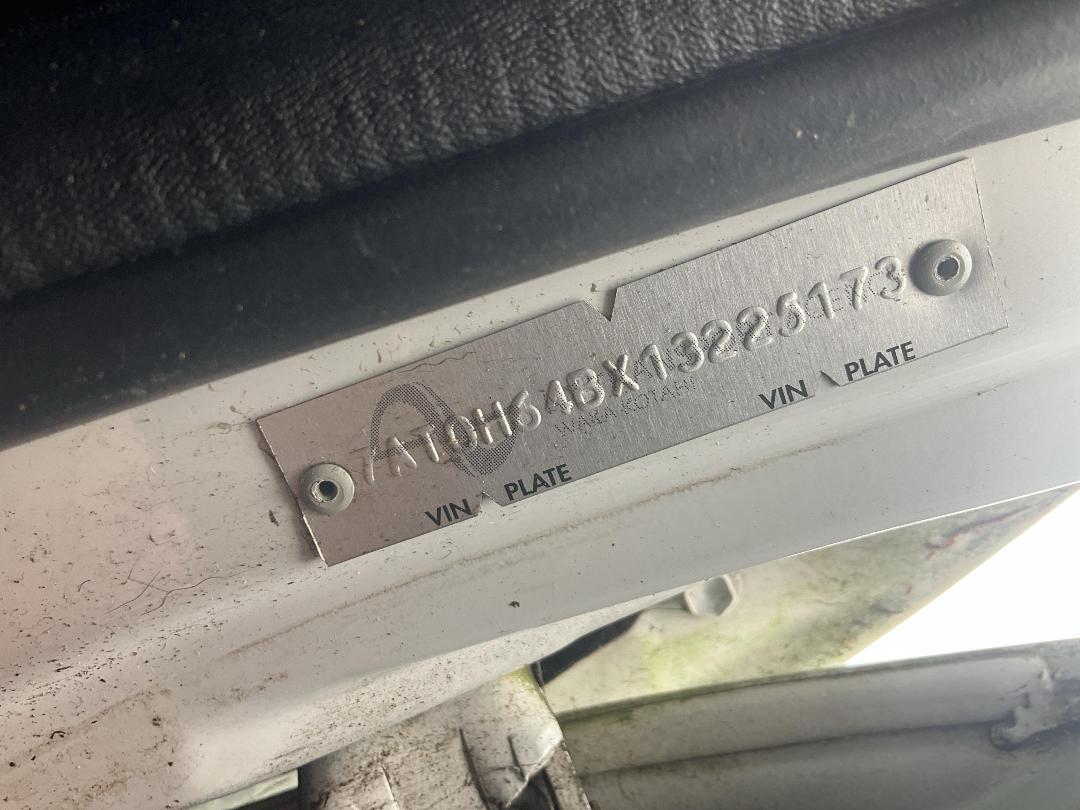 7AT0H64BX13225173
WAKA KOTAHI
VIN PLATE
VIN PLATE